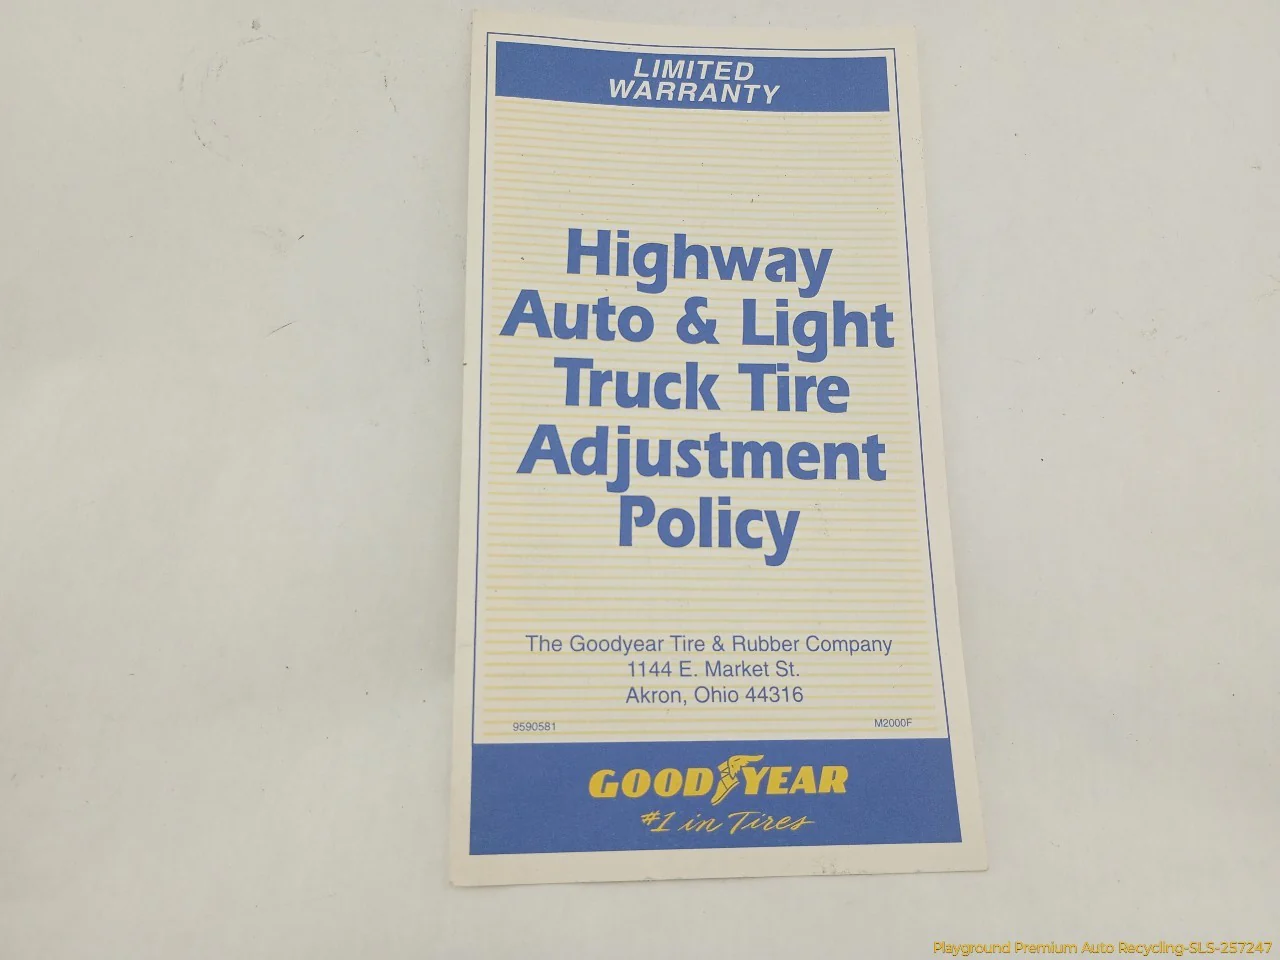 LIMITED
WARRANTY
Highway
Auto & Light
Truck Tire
Adjustment
Policy
The Goodyear Tire & Rubber Company
1144 E. Market St.
Akron, Ohio 44316
9590581 M2000F
GOODYEAR
#1 in Tires
Playground Premium Auto Recycling-SLS-257247